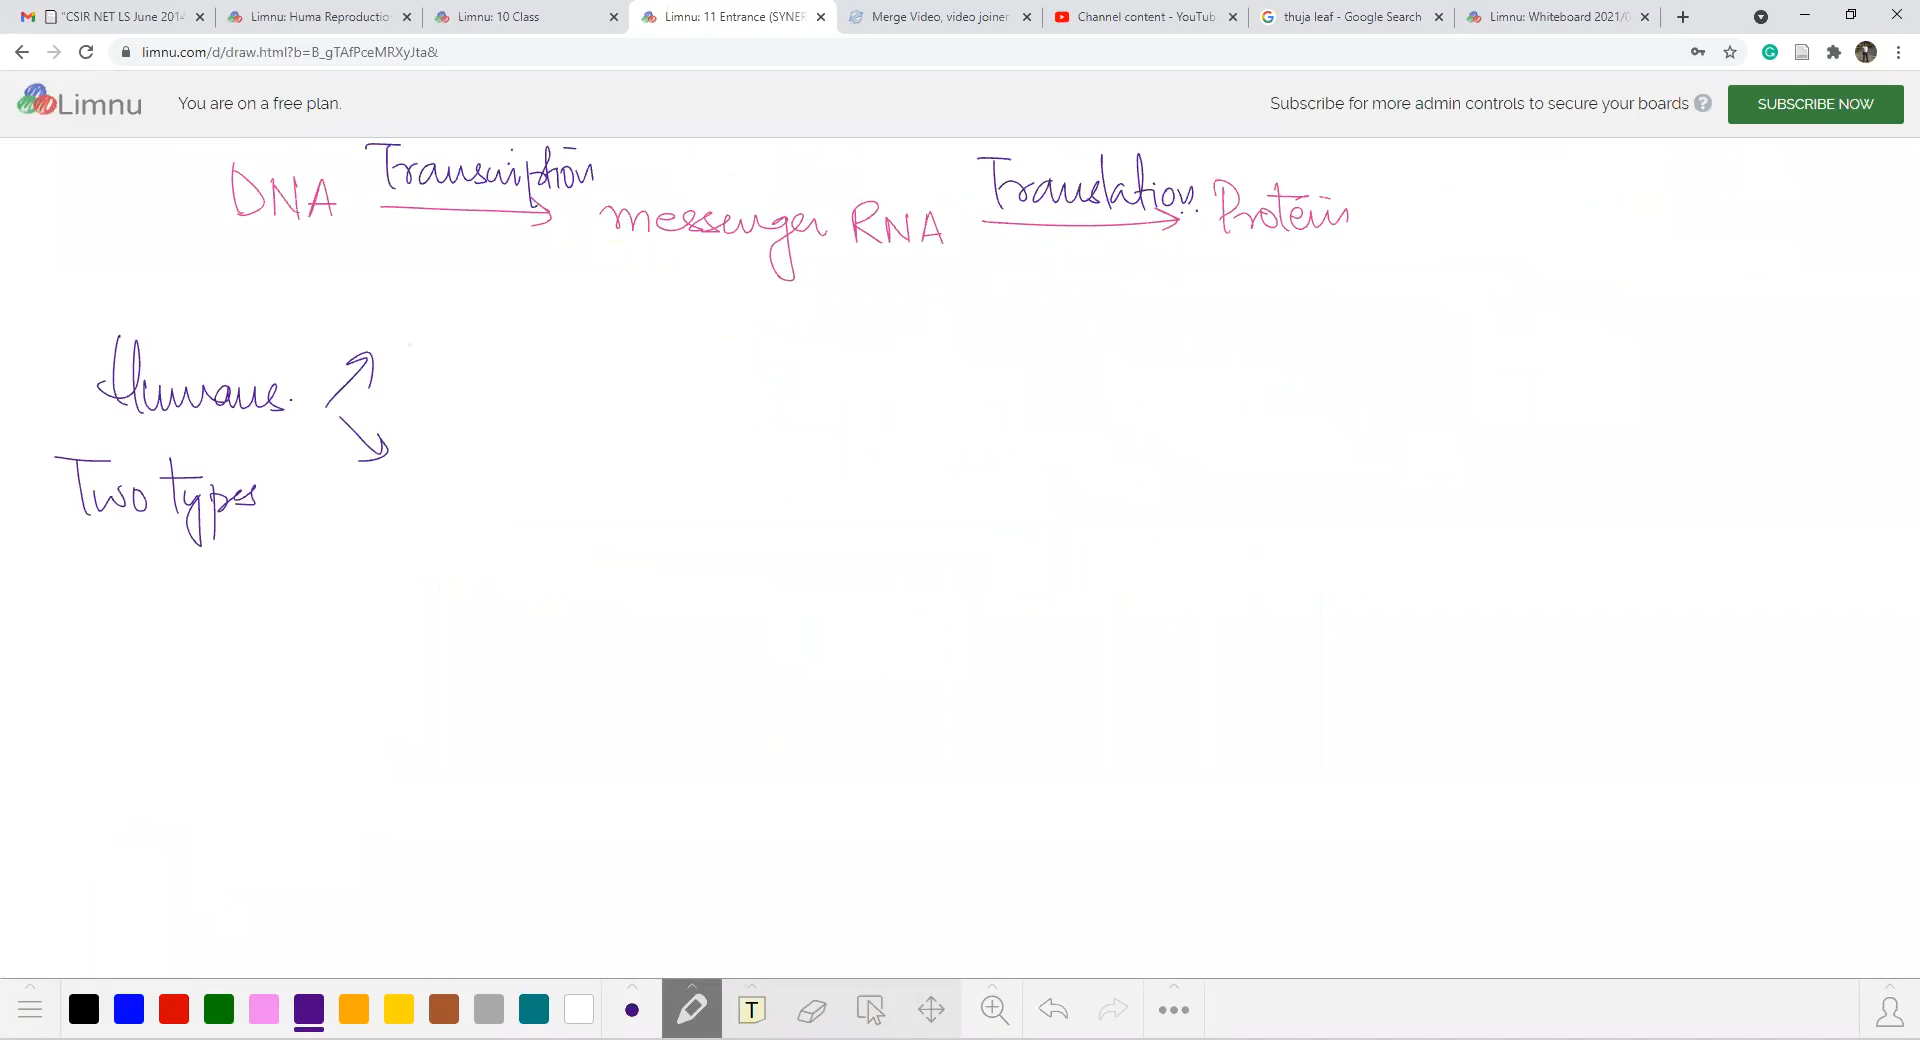 "CSIR NET LS June 2014
Limnu: Huma Reproductio
Limnu: 10 Class
Limnu: 11 Entrance (SYNER
Merge Video, video joiner
Channel content - YouTub
thuja leaf - Google Search
Limnu: Whiteboard 2021/0
limnu.com/d/draw.html?b=B_gTAfPceMRXyJta&
Limnu
You are on a free plan.
Subscribe for more admin controls to secure your boards ?
SUBSCRIBE NOW
Transcription
Translation
DNA
messenger RNA
Protein
Humans.
Two types
T